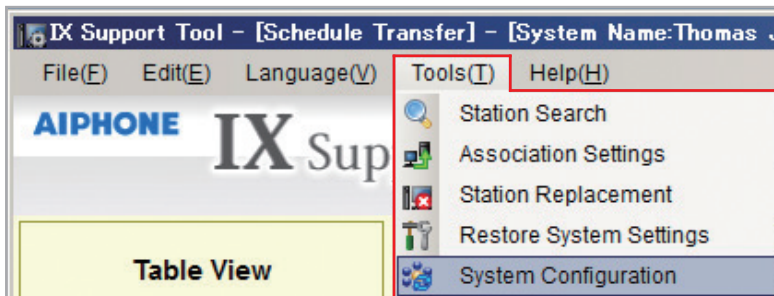 IX Support Tool - [Schedule Transfer] - [System Name:Thomas
File(F) Edit(E) Language(V) Tools(T) Help(H)
AIPHONE IX Sup
Station Search
Association Settings
Station Replacement
Restore System Settings
Table View
System Configuration